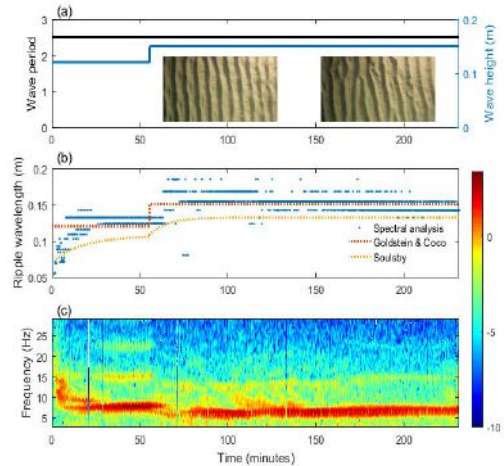 (a)
3
2
1
0
Wave period
0.2
0.1
0
Wave height (m)
0 50 100 150 200
(b)
0.2
0.15
0.1
0.05
Ripple wavelength (m)
Spectral analysis
Goldstein & Coco
Soulsby
0 50 100 150 200
(c)
25
20
15
10
5
Frequency (Hz)
0 50 100 150 200
Time (minutes)
0
-5
-10